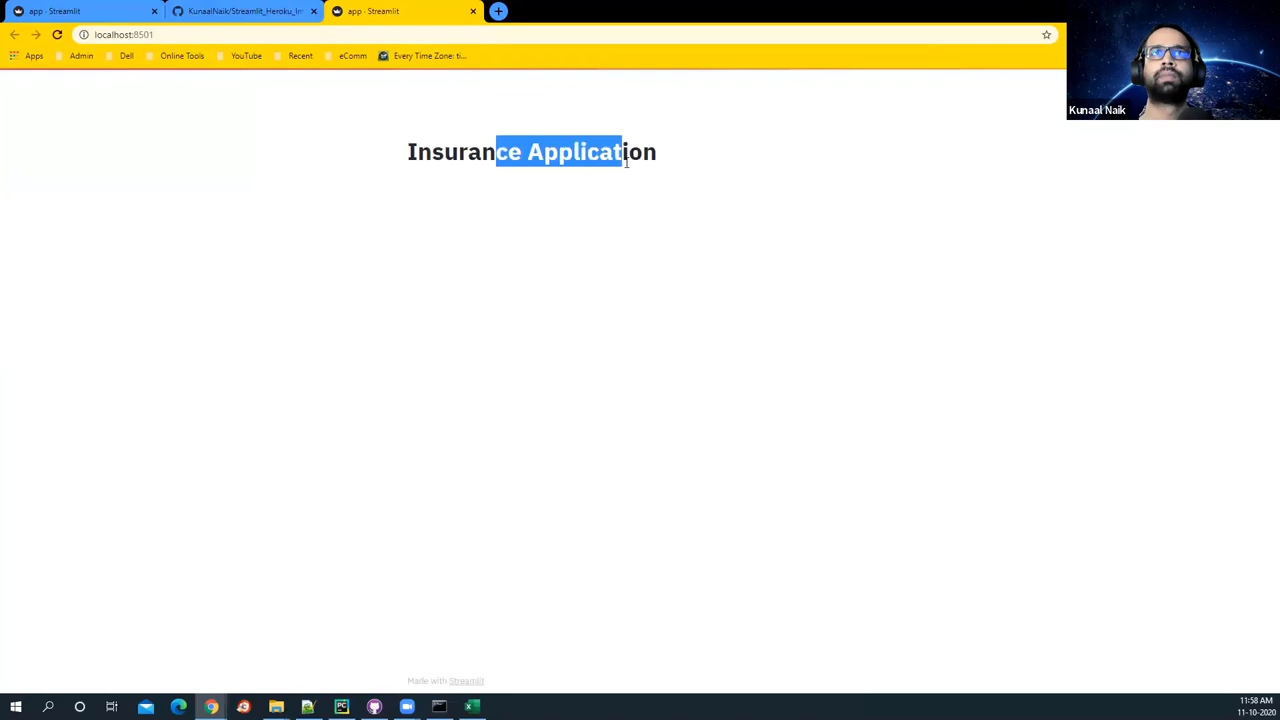 app · Streamlit
KunaalNaik/Streamlit_Heroku_Im
app · Streamlit
localhost:8501
Apps
Admin
Dell
Online Tools
YouTube
Recent
eComm
Every Time Zone: ti...
Kunaal Naik
Insurance Application
Made with Streamlit
11:58 AM
11-10-2020